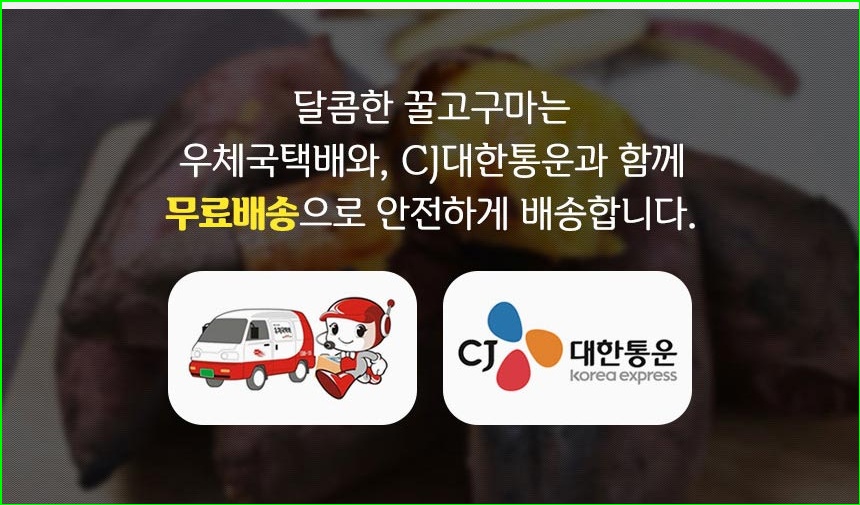 달콤한 꿀고구마는
우체국택배와, CJ대한통운과 함께
무료배송으로 안전하게 배송합니다.
CJ 대한통운
korea express